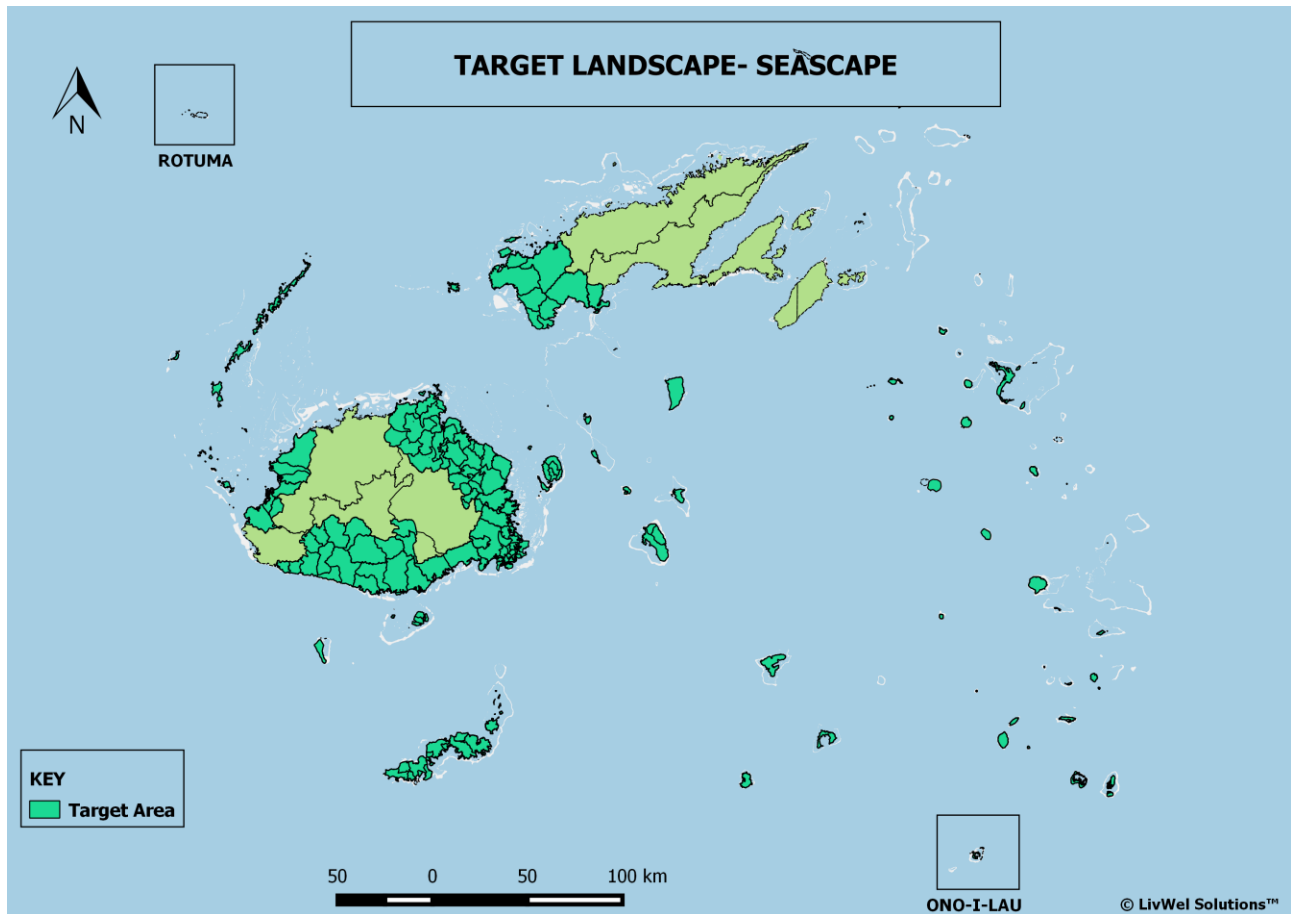 TARGET LANDSCAPE- SEASCAPE
N
ROTUMA
KEY
Target Area
50 0 50 100 km
ONO-I-LAU
© LivWel Solutions™